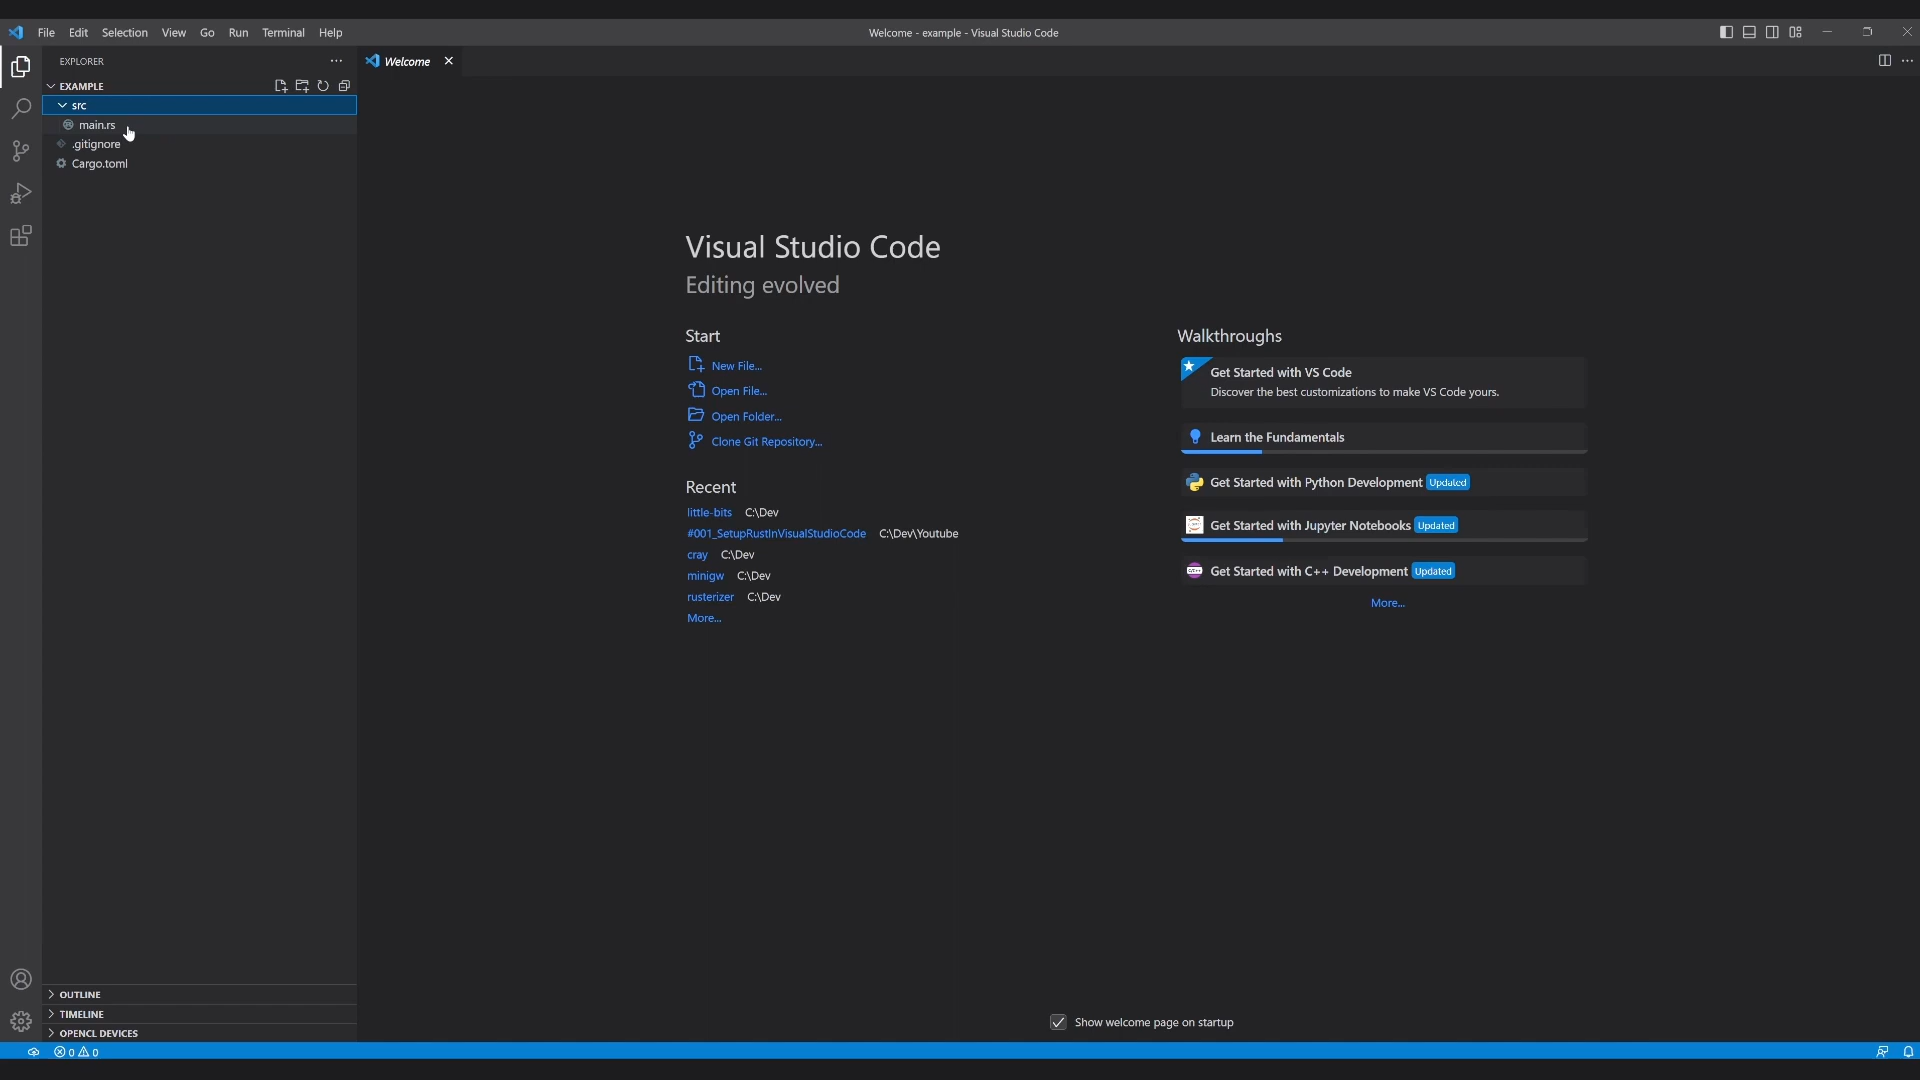 File Edit Selection View Go Run Terminal Help
Welcome - example - Visual Studio Code
EXPLORER
EXAMPLE
src
main.rs
.gitignore
Cargo.toml
Welcome
Visual Studio Code
Editing evolved
Start
New File...
Open File...
Open Folder...
Clone Git Repository...
Recent
little-bits C:\Dev
#001_SetupRustInVisualStudioCode C:\Dev\Youtube
cray C:\Dev
minigw C:\Dev
rusterizer C:\Dev
More...
Walkthroughs
Get Started with VS Code
Discover the best customizations to make VS Code yours.
Learn the Fundamentals
Get Started with Python Development Updated
Get Started with Jupyter Notebooks Updated
Get Started with C++ Development Updated
More...
Show welcome page on startup
OUTLINE
TIMELINE
OPENCL DEVICES
0 0